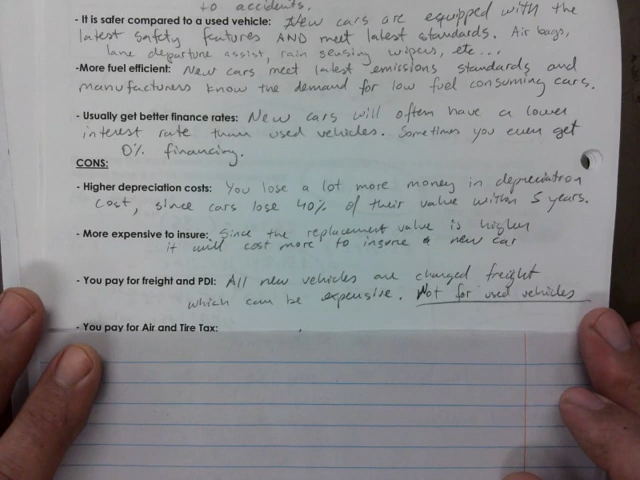 to accidents.
- It is safer compared to a used vehicle: New cars are equipped with the
latest safety features AND meet latest standards. Air bags,
lane departure assist, rain sensing wipers, etc...
-More fuel efficient: New cars meet latest emissions standards and
manufacturers know the demand for low fuel consuming cars.
- Usually get better finance rates: New cars will often have a lower
interest rate than used vehicles. Sometimes you even get
0% financing.
CONS:
- Higher depreciation costs: You lose a lot more money in depreciation
cost, since cars lose 40% of their value within 5 years.
- More expensive to insure: Since the replacement value is higher
it will cost more to insure a new car
- You pay for freight and PDI: All new vehicles are charged freight
which can be expensive. Not for used vehicles
- You pay for Air and Tire Tax: